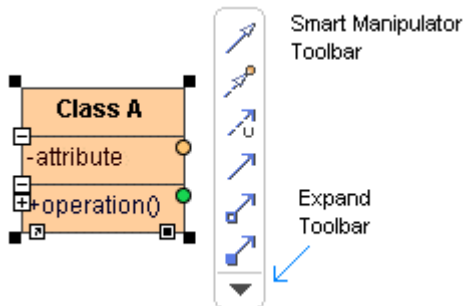 Smart Manipulator
Toolbar
Class A
-attribute
+operation()
U
Expand
Toolbar